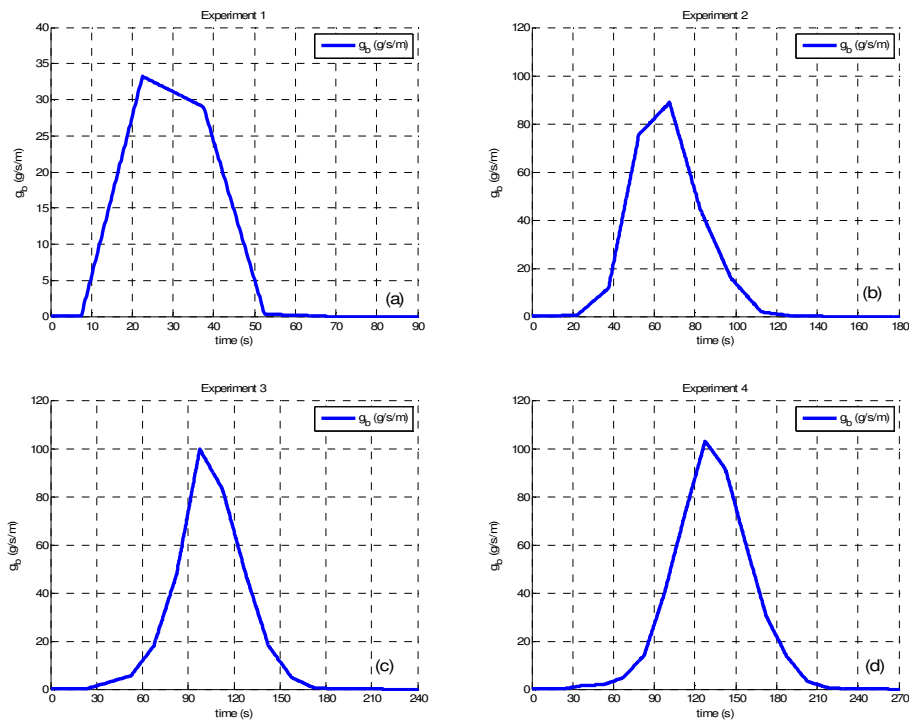 Experiment 1
g_b (g/s/m)
40
35
30
25
20
15
10
5
0
g_b (g/s/m)
(a)
0 10 20 30 40 50 60 70 80 90
time (s)
Experiment 2
g_b (g/s/m)
120
100
80
60
40
20
0
g_b (g/s/m)
(b)
0 20 40 60 80 100 120 140 160 180
time (s)
Experiment 3
g_b (g/s/m)
120
100
80
60
40
20
0
g_b (g/s/m)
(c)
0 30 60 90 120 150 180 210 240
time (s)
Experiment 4
g_b (g/s/m)
120
100
80
60
40
20
0
g_b (g/s/m)
(d)
0 30 60 90 120 150 180 210 240 270
time (s)